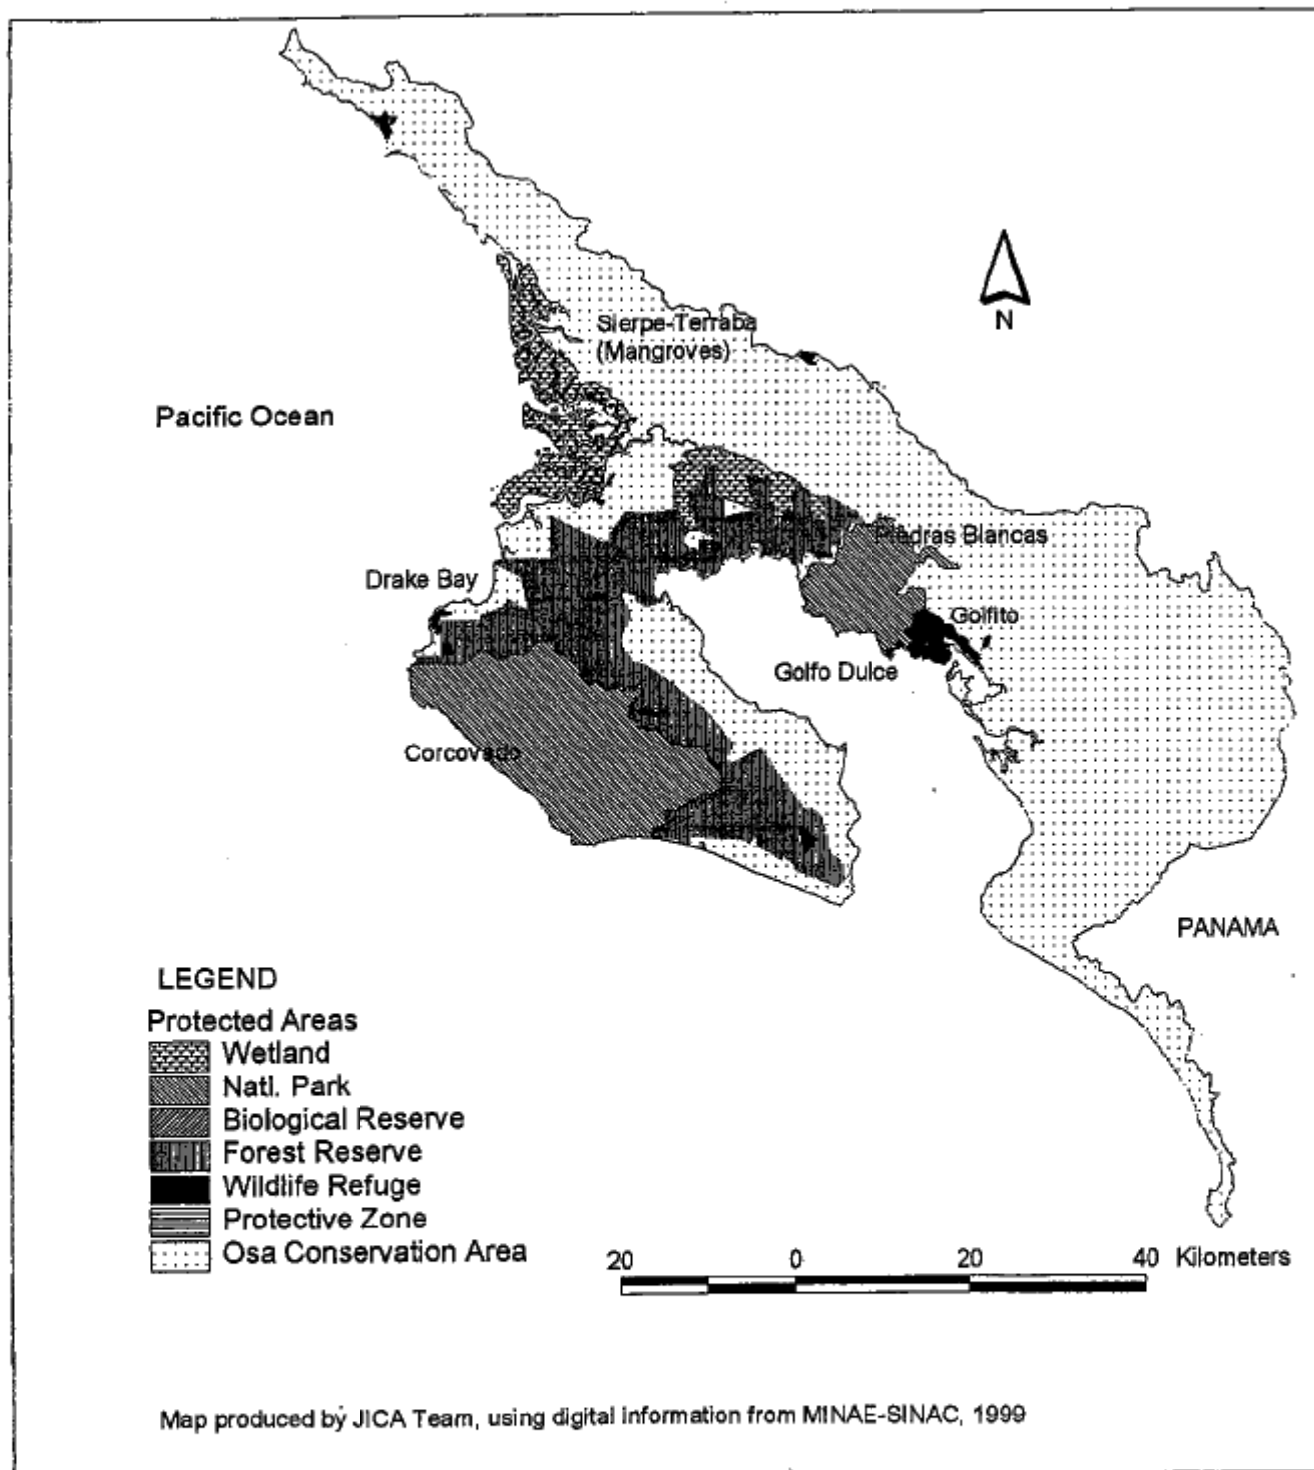 Sierpe-Terraba
(Mangroves)
Pacific Ocean
N
Piedras Blancas
Drake Bay
Golfito
Golfo Dulce
Corcovado
PANAMA
LEGEND
Protected Areas
Wetland
Natl. Park
Biological Reserve
Forest Reserve
Wildlife Refuge
Protective Zone
Osa Conservation Area
20 0 20 40 Kilometers
Map produced by JICA Team, using digital information from MINAE-SINAC, 1999